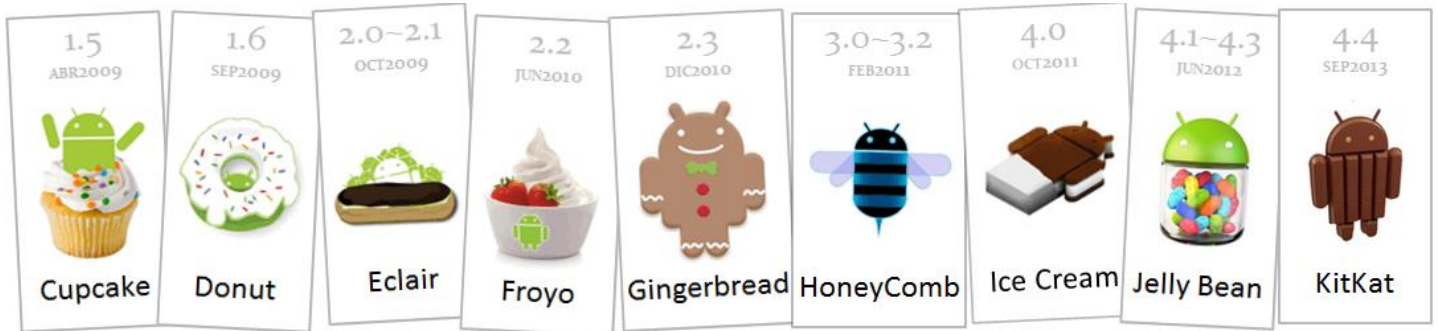 1.5
ABR2009
Cupcake
1.6
SEP2009
Donut
2.0~2.1
OCT2009
Eclair
2.2
JUN2010
Froyo
2.3
DIC2010
Gingerbread
3.0~3.2
FEB2011
HoneyComb
4.0
OCT2011
Ice Cream
4.1~4.3
JUN2012
Jelly Bean
4.4
SEP2013
KitKat